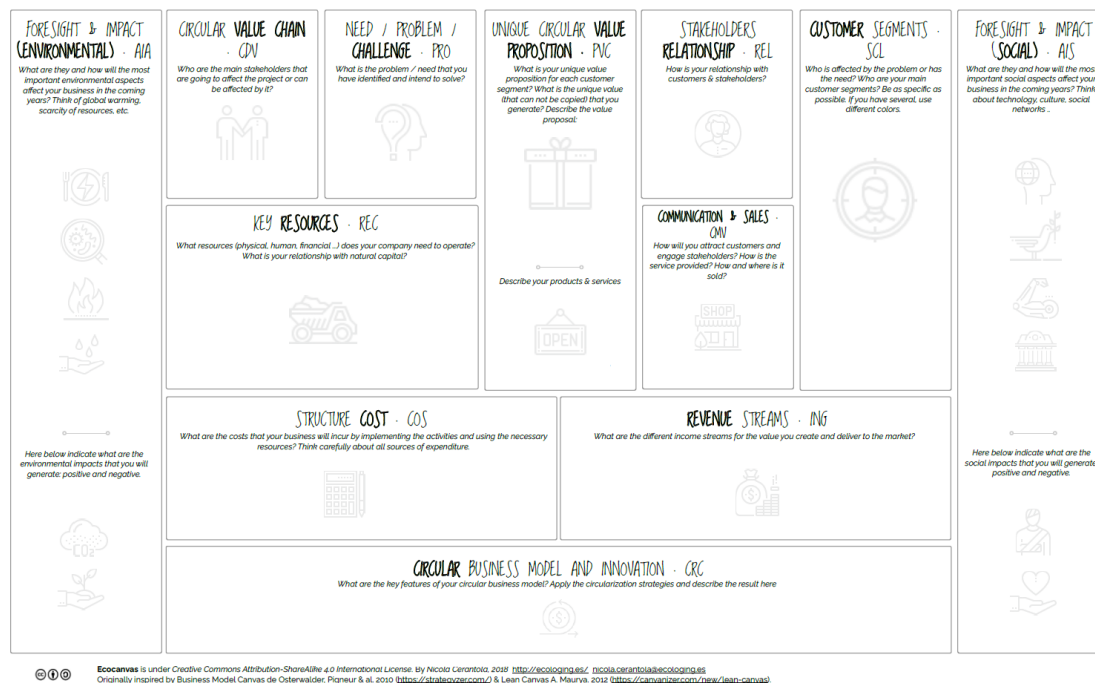 FORESIGHT & IMPACT
(ENVIRONMENTAL) · AIA
What are they and how will the most
important environmental aspects
affect your business in the coming
years? Think of global warming,
scarcity of resources, etc.
Here below indicate what are the
environmental impacts that you will
generate: positive and negative.
CO2
CIRCULAR VALUE CHAIN
· CDV
Who are the main stakeholders that
are going to affect the project or can
be affected by it?
NEED / PROBLEM /
CHALLENGE · PRO
What is the problem / need that you
have identified and intend to solve?
KEY RESOURCES · REC
What resources (physical, human, financial ...) does your company need to operate?
What is your relationship with natural capital?
UNIQUE CIRCULAR VALUE
PROPOSITION · PVC
What is your unique value
proposition for each customer
segment? What is the unique value
(that can not be copied) that you
generate? Describe the value
proposal:
Describe your products & services
OPEN
STAKEHOLDERS
RELATIONSHIP · REL
How is your relationship with
customers & stakeholders?
COMMUNICATION & SALES ·
CMV
How will you attract customers and
engage stakeholders? How is the
service provided? How and where is it
sold?
SHOP
CUSTOMER SEGMENTS ·
SCL
Who is affected by the problem or has
the need? Who are your main
customer segments? Be as specific as
possible. If you have several, use
different colors.
FORESIGHT & IMPACT
(SOCIAL) · AIS
What are they and how will the most
important social aspects affect your
business in the coming years? Think
about technology, culture, social
networks ..
Here below indicate what are the
social impacts that you will generate:
positive and negative.
STRUCTURE COST · COS
What are the costs that your business will incur by implementing the activities and using the necessary
resources? Think carefully about all sources of expenditure.
REVENUE STREAMS · ING
What are the different income streams for the value you create and deliver to the market?
CIRCULAR BUSINESS MODEL AND INNOVATION · CRC
What are the key features of your circular business model? Apply the circularization strategies and describe the result here
Ecocanvas is under Creative Commons Attribution-ShareAlike 4.0 International License. By Nicola Cerantola, 2018 http://ecologing.es/ nicola.cerantola@ecologing.es
Originally inspired by Business Model Canvas de Osterwalder, Pigneur & al. 2010 (https://strategyzer.com/) & Lean Canvas A. Maurya. 2012 (https://canvanizer.com/new/lean-canvas).